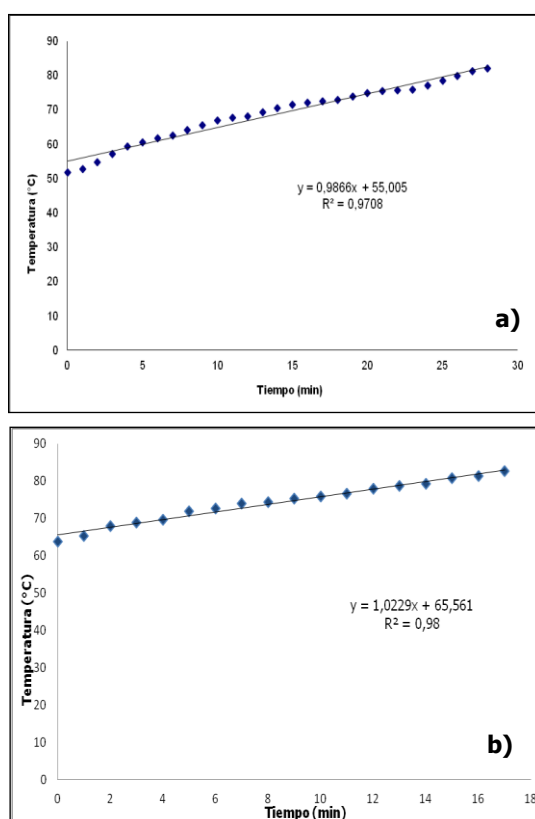 90
80
70
60
50
40
30
20
10
0
Temperatura (°C)
y = 0,9866x + 55,005
R² = 0,9708
a)
0 5 10 15 20 25 30
Tiempo (min)
90
80
70
60
50
40
30
20
10
0
Temperatura (°C)
y = 1,0229x + 65,561
R² = 0,98
b)
0 2 4 6 8 10 12 14 16 18
Tiempo (min)